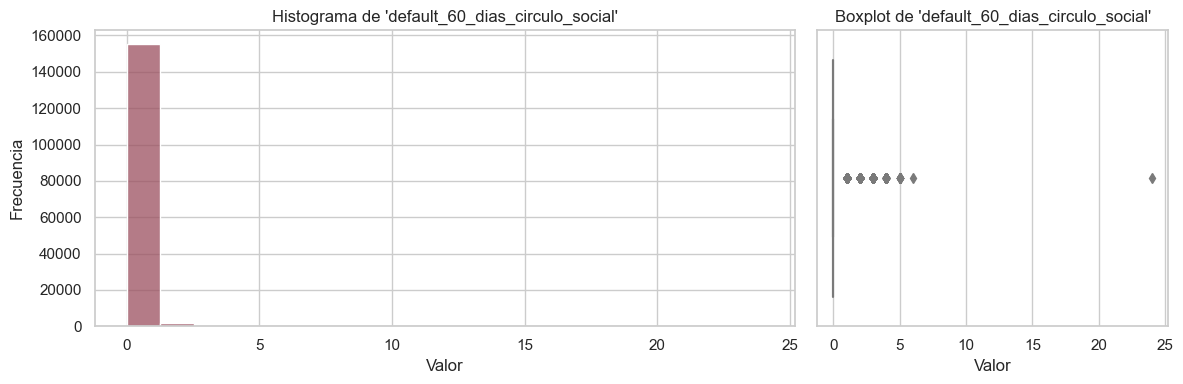 Histograma de 'default_60_dias_circulo_social'
160000
140000
120000
100000
80000
60000
40000
20000
0
Frecuencia
0 5 10 15 20 25
Valor
Boxplot de 'default_60_dias_circulo_social'
0 5 10 15 20 25
Valor